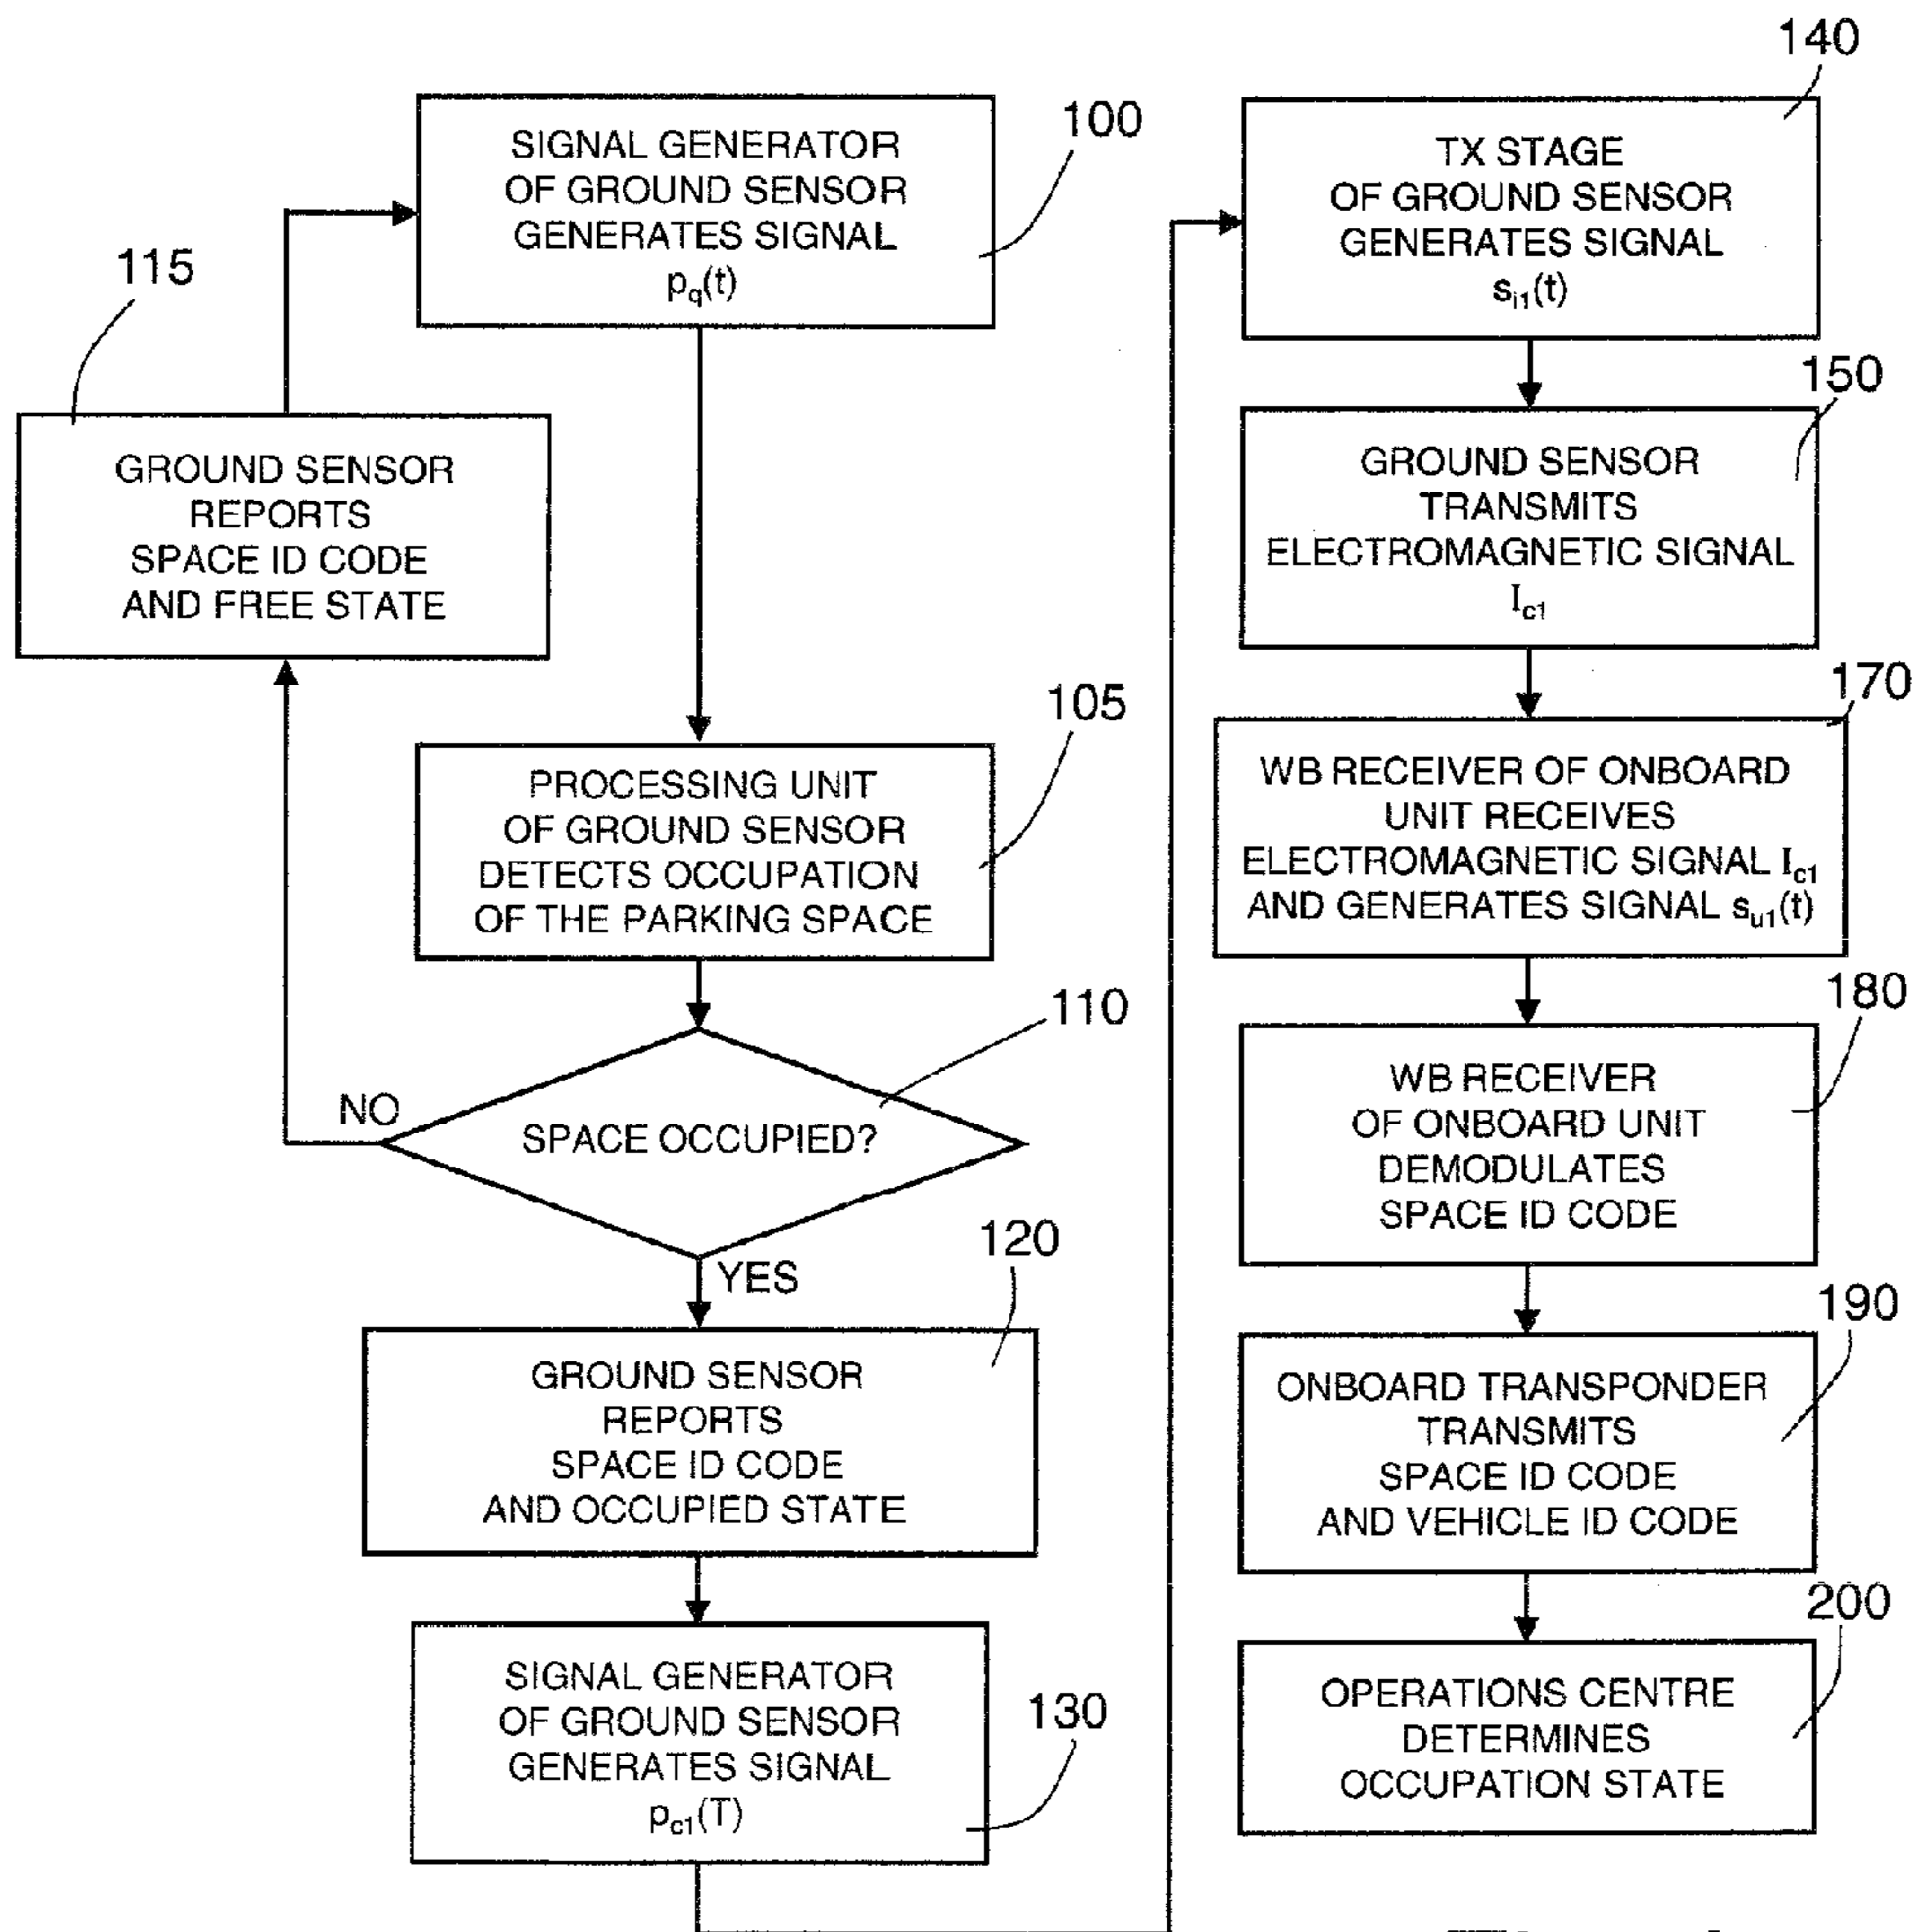 100
SIGNAL GENERATOR
OF GROUND SENSOR
GENERATES SIGNAL
pq(t)
115
GROUND SENSOR
REPORTS
SPACE ID CODE
AND FREE STATE
105
PROCESSING UNIT
OF GROUND SENSOR
DETECTS OCCUPATION
OF THE PARKING SPACE
110
NO
SPACE OCCUPIED?
YES
120
GROUND SENSOR
REPORTS
SPACE ID CODE
AND OCCUPIED STATE
130
SIGNAL GENERATOR
OF GROUND SENSOR
GENERATES SIGNAL
pc1(T)
140
TX STAGE
OF GROUND SENSOR
GENERATES SIGNAL
si1(t)
150
GROUND SENSOR
TRANSMITS
ELECTROMAGNETIC SIGNAL
Ic1
170
WB RECEIVER OF ONBOARD
UNIT RECEIVES
ELECTROMAGNETIC SIGNAL Ic1
AND GENERATES SIGNAL su1(t)
180
WB RECEIVER
OF ONBOARD UNIT
DEMODULATES
SPACE ID CODE
190
ONBOARD TRANSPONDER
TRANSMITS
SPACE ID CODE
AND VEHICLE ID CODE
200
OPERATIONS CENTRE
DETERMINES
OCCUPATION STATE